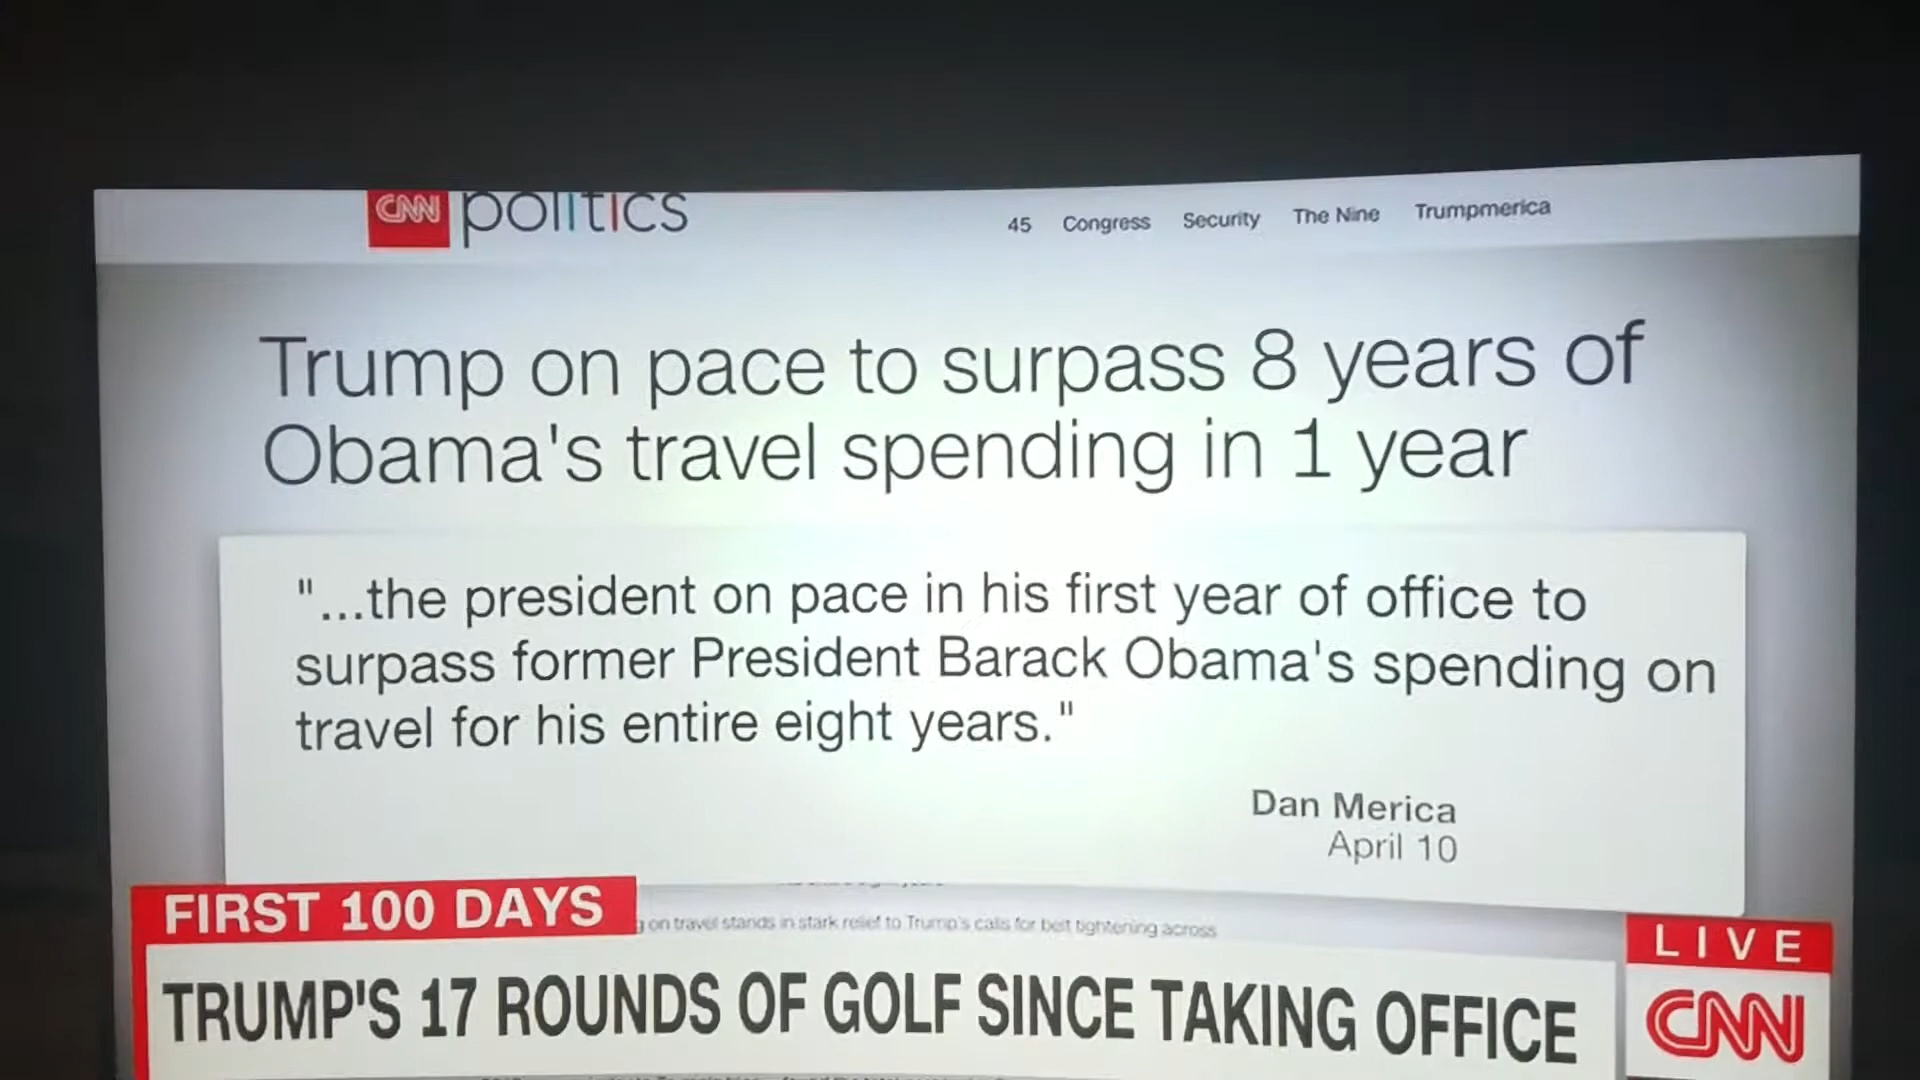 CNN politics
45 Congress Security The Nine Trumpmerica
Trump on pace to surpass 8 years of
Obama's travel spending in 1 year
"...the president on pace in his first year of office to
surpass former President Barack Obama's spending on
travel for his entire eight years."
Dan Merica
April 10
FIRST 100 DAYS
on travel stands in stark relief to Trump's calls for belt tightening across
LIVE
TRUMP'S 17 ROUNDS OF GOLF SINCE TAKING OFFICE
CNN